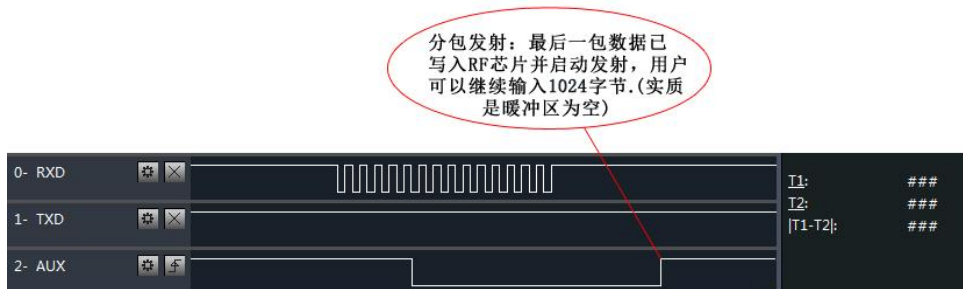 分包发射：最后一包数据已
写入RF芯片并启动发射，用户
可以继续输入1024字节.(实质
是暖冲区为空)
0- RXD
T1: ###
1- TXD
T2: ###
|T1-T2|: ###
2- AUX